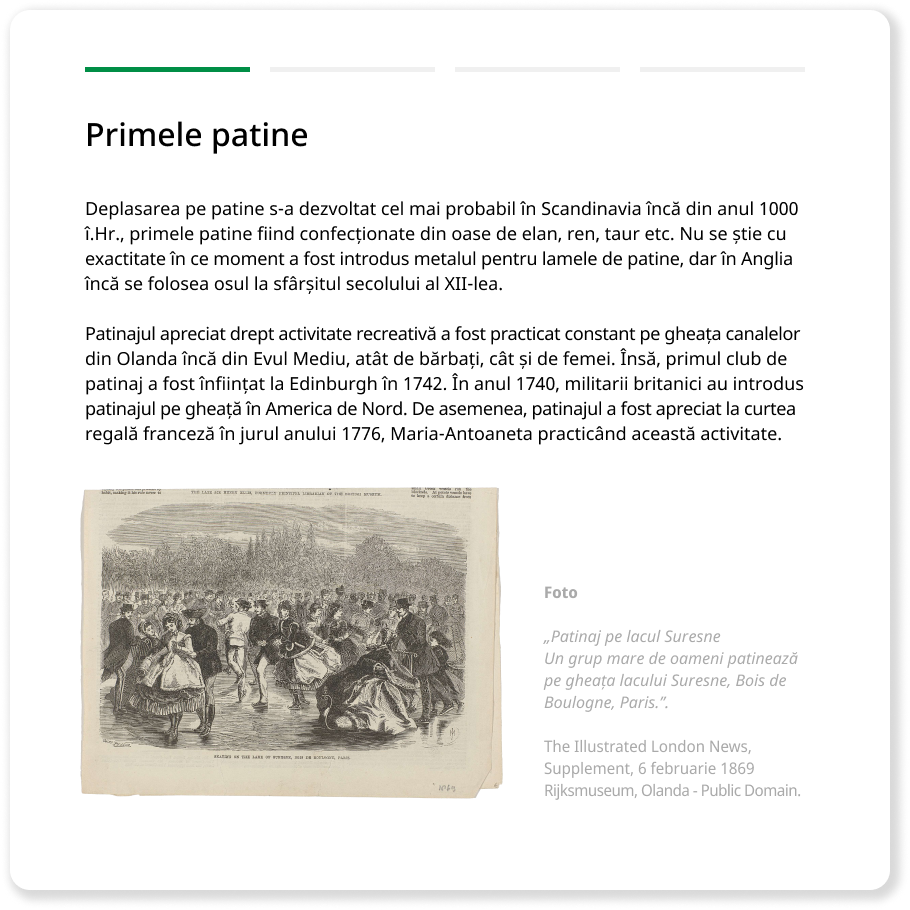 Primele patine
Deplasarea pe patine s-a dezvoltat cel mai probabil în Scandinavia încă din anul 1000
î.Hr., primele patine fiind confecționate din oase de elan, ren, taur etc. Nu se știe cu
exactitate în ce moment a fost introdus metalul pentru lamele de patine, dar în Anglia
încă se folosea osul la sfârșitul secolului al XII-lea.
Patinajul apreciat drept activitate recreativă a fost practicat constant pe gheața canalelor
din Olanda încă din Evul Mediu, atât de bărbați, cât și de femei. Însă, primul club de
patinaj a fost înființat la Edinburgh în 1742. În anul 1740, militarii britanici au introdus
patinajul pe gheață în America de Nord. De asemenea, patinajul a fost apreciat la curtea
regală franceză în jurul anului 1776, Maria-Antoaneta practicând această activitate.
SKATING ON THE LAKE OF SURESNE, BOIS DE BOULOGNE, PARIS.
Foto
„Patinaj pe lacul Suresne
Un grup mare de oameni patinează
pe gheața lacului Suresne, Bois de
Boulogne, Paris.”.
The Illustrated London News,
Supplement, 6 februarie 1869
Rijksmuseum, Olanda - Public Domain.